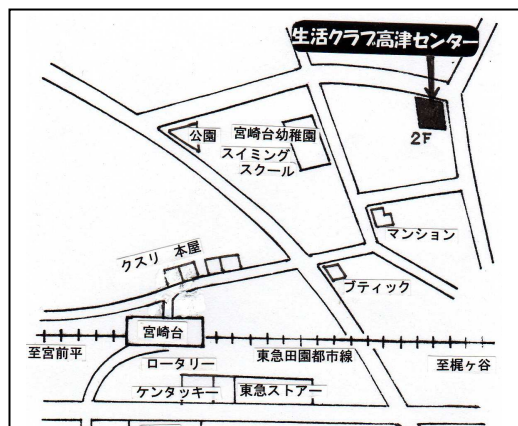 生活クラブ高津センター
2F
公園
宮崎台幼稚園
スイミング
スクール
マンション
クスリ
本屋
ブティック
宮崎台
至宮前平
ロータリー
東急田園都市線
至梶ヶ谷
ケンタッキー
東急ストアー